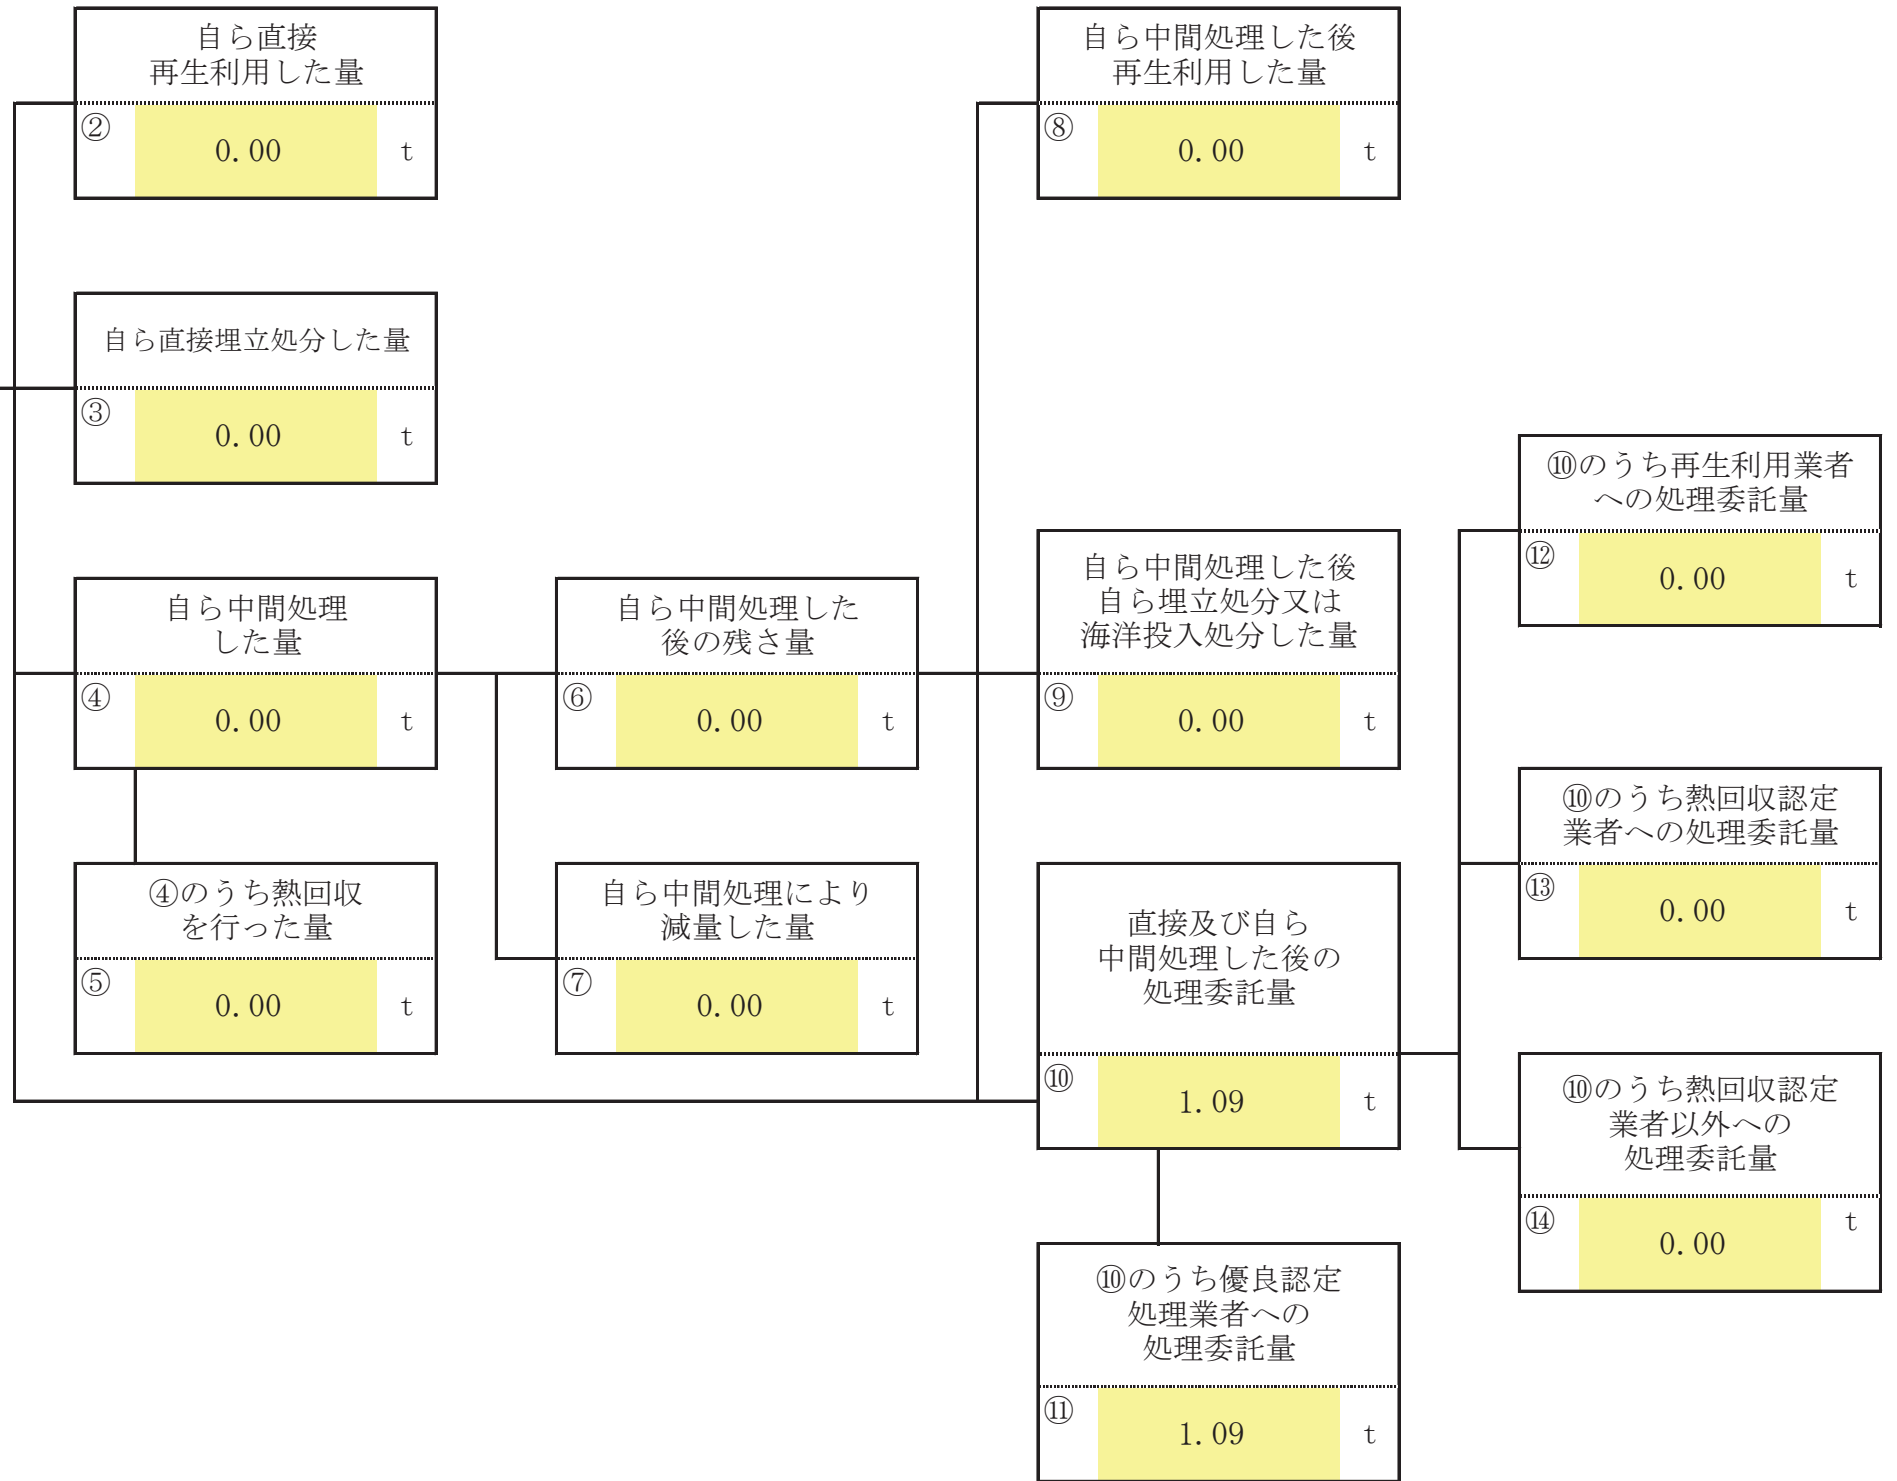 自ら直接
再生利用した量
②
0.00
t
自ら中間処理した後
再生利用した量
⑧
0.00
t
自ら直接埋立処分した量
③
0.00
t
⑩のうち再生利用業者
への処理委託量
⑫
0.00
t
自ら中間処理
した量
④
0.00
t
自ら中間処理した
後の残さ量
⑥
0.00
t
自ら中間処理した後
自ら埋立処分又は
海洋投入処分した量
⑨
0.00
t
⑩のうち熱回収認定
業者への処理委託量
⑬
0.00
t
④のうち熱回収
を行った量
⑤
0.00
t
自ら中間処理により
減量した量
⑦
0.00
t
直接及び自ら
中間処理した後の
処理委託量
⑩
1.09
t
⑩のうち熱回収認定
業者以外への
処理委託量
⑭
0.00
t
⑩のうち優良認定
処理業者への
処理委託量
⑪
1.09
t